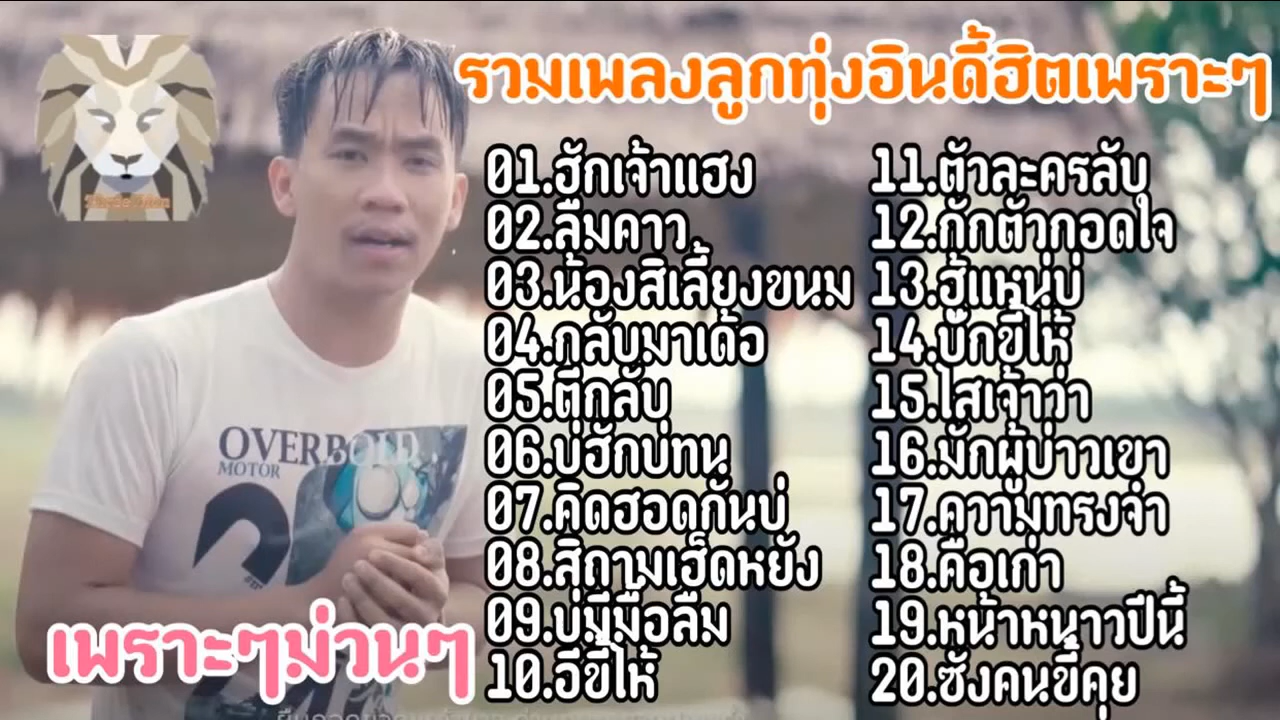 รวมเพลงลูกทุ่งอินดี้ฮิตเพราะๆ
01.ฮักเจ้าแฮง
02.ลืมคาว
03.น้องสิเลี้ยงขนม
04.กลับมาเด้อ
05.ตีกลับ
06.บ่ฮักบ่ทน
07.คิดฮอดกันบ่
08.สิถามเฮ็ดหยัง
09.บ่มีมื้อลืม
10.อีขี้ไห้
11.ตัวละครลับ
12.กักตัวกอดใจ
13.ฮู้แหน่บ่
14.บักขี้ไห้
15.ไสเจ้าว่า
16.มักผู้บ่าวเขา
17.ความทรงจำ
18.คือเก่า
19.หน้าหนาวปีนี้
20.ซังคนขี้คุย
OVERBOLD
MOTOR
เพราะๆม่วนๆ